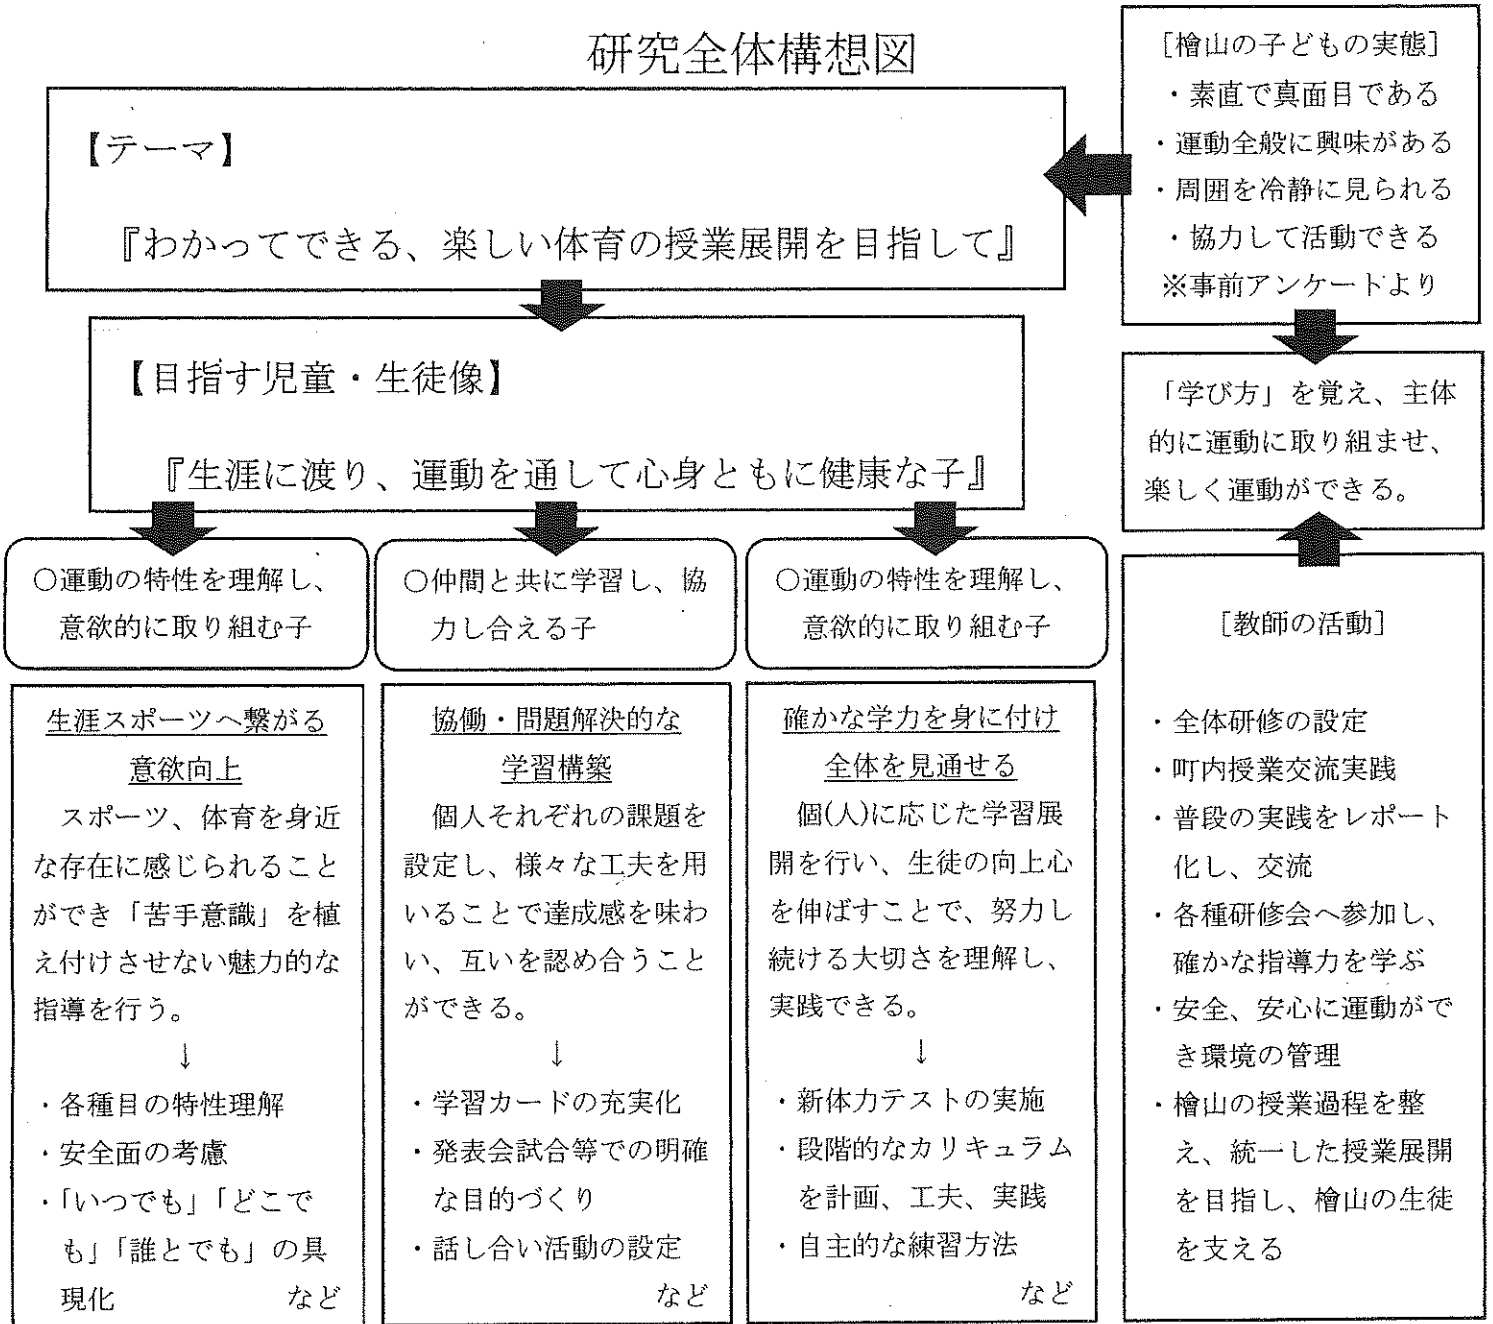 研究全体構想図
【テーマ】
『わかってできる、楽しい体育の授業展開を目指して』
[檜山の子どもの実態]
・素直で真面目である
・運動全般に興味がある
・周囲を冷静に見られる
・協力して活動できる
※事前アンケートより
【目指す児童・生徒像】
『生涯に渡り、運動を通して心身ともに健康な子』
「学び方」を覚え、主体
的に運動に取り組ませ、
楽しく運動ができる。
○運動の特性を理解し、
意欲的に取り組む子
○仲間と共に学習し、協
力し合える子
○運動の特性を理解し、
意欲的に取り組む子
生涯スポーツへ繋がる
意欲向上
スポーツ、体育を身近
な存在に感じられること
ができ「苦手意識」を植
え付けさせない魅力的な
指導を行う。
↓
・各種目の特性理解
・安全面の考慮
・「いつでも」「どこで
も」「誰とでも」の具
現化 など
協働・問題解決的な
学習構築
個人それぞれの課題を
設定し、様々な工夫を用
いることで達成感を味わ
い、互いを認め合うこと
ができる。
↓
・学習カードの充実化
・発表会試合等での明確
な目的づくり
・話し合い活動の設定
など
確かな学力を身に付け
全体を見通せる
個(人)に応じた学習展
開を行い、生徒の向上心
を伸ばすことで、努力し
続ける大切さを理解し、
実践できる。
↓
・新体力テストの実施
・段階的なカリキュラム
を計画、工夫、実践
・自主的な練習方法
など
[教師の活動]
・全体研修の設定
・町内授業交流実践
・普段の実践をレポート
化し、交流
・各種研修会へ参加し、
確かな指導力を学ぶ
・安全、安心に運動がで
き環境の管理
・檜山の授業過程を整
え、統一した授業展開
を目指し、檜山の生徒
を支える